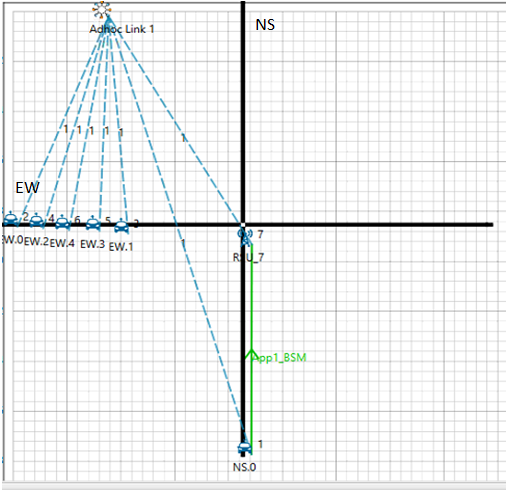 Adhoc Link 1
NS
1 1 1 1 1
1
EW
2 4 6 5 3
7
EW.0 EW.2 EW.4 EW.3 EW.1
1
RSU_7
App1_BSM
1
NS.0